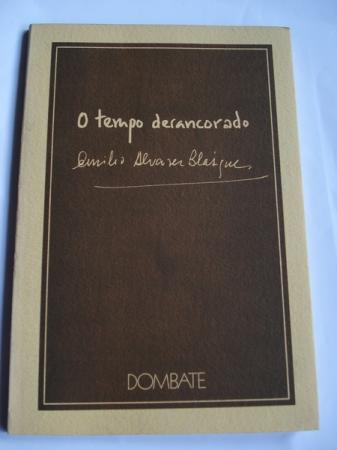 O tempo desancorado
Emilio Alvarez Blázquez
DOMBATE